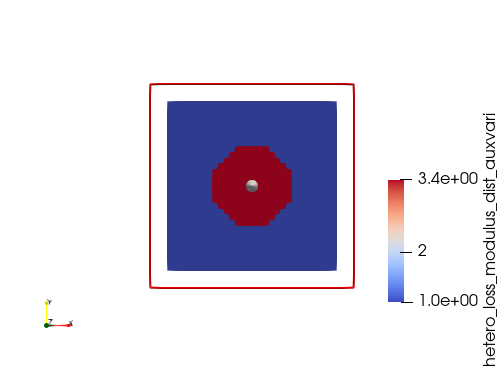 3.4e+00
2
1.0e+00
hetero_loss_modulus_dist_auxvari
Y
Z
X